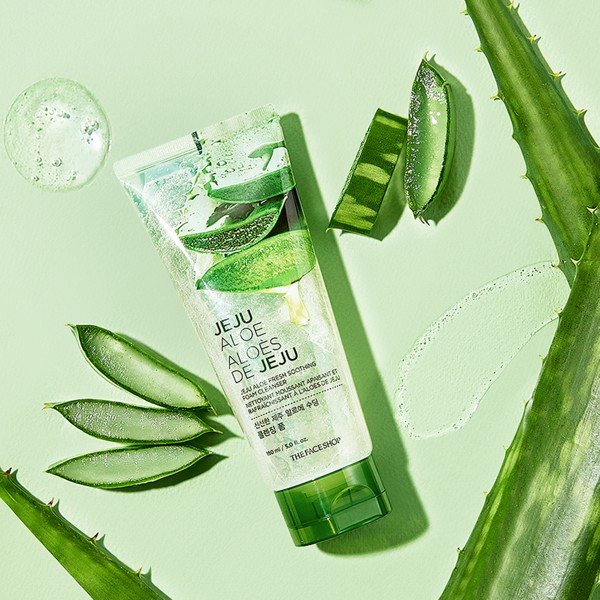 JEJU
ALOE
ALOÈS
DE JEJU
JEJU ALOE FRESH SOOTHING
FOAM CLEANSER
NETTOYANT MOUSSANT APAISANT ET
RAFRAÎCHISSANT À L'ALOÈS DE JEJU
신선한 제주 알로에 수딩
클렌징 폼
150 ml / 5.0 fl. oz.
THEFACESHOP